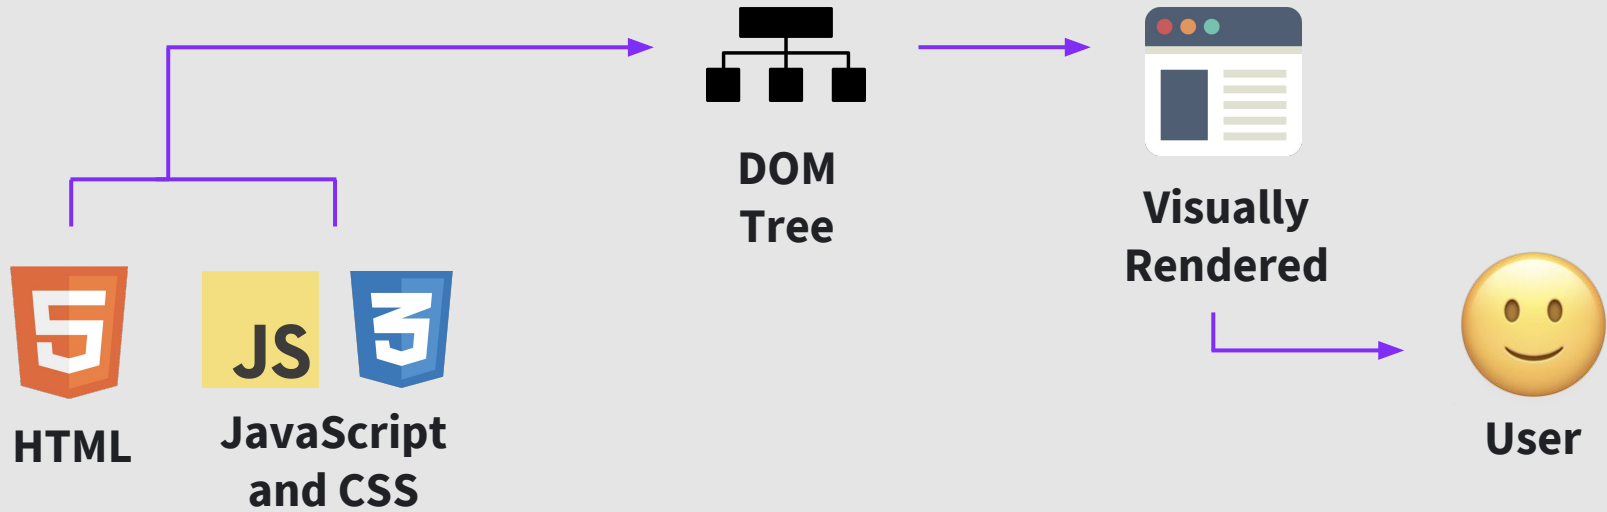 DOM
Tree
Visually
Rendered
JS
HTML
JavaScript
and CSS
User